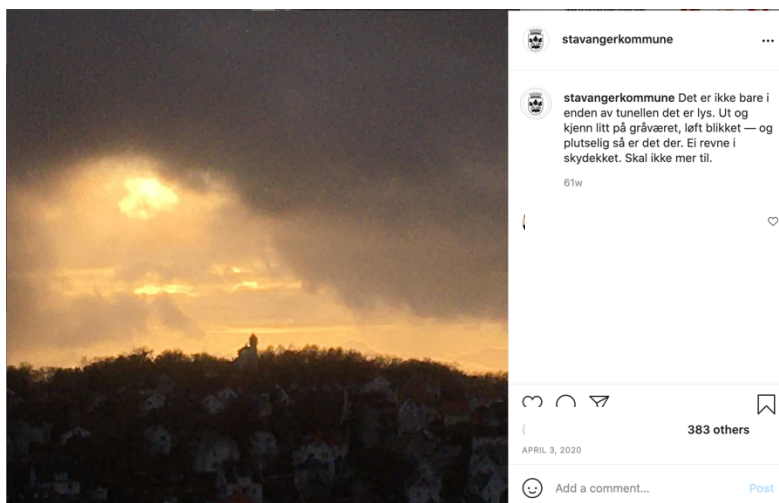 stavangerkommune
stavangerkommune Det er ikke bare i
enden av tunellen det er lys. Ut og
kjenn litt på gråværet, løft blikket — og
plutselig så er det der. Ei revne i
skydekket. Skal ikke mer til.
61w
383 others
APRIL 3, 2020
Add a comment...
Post